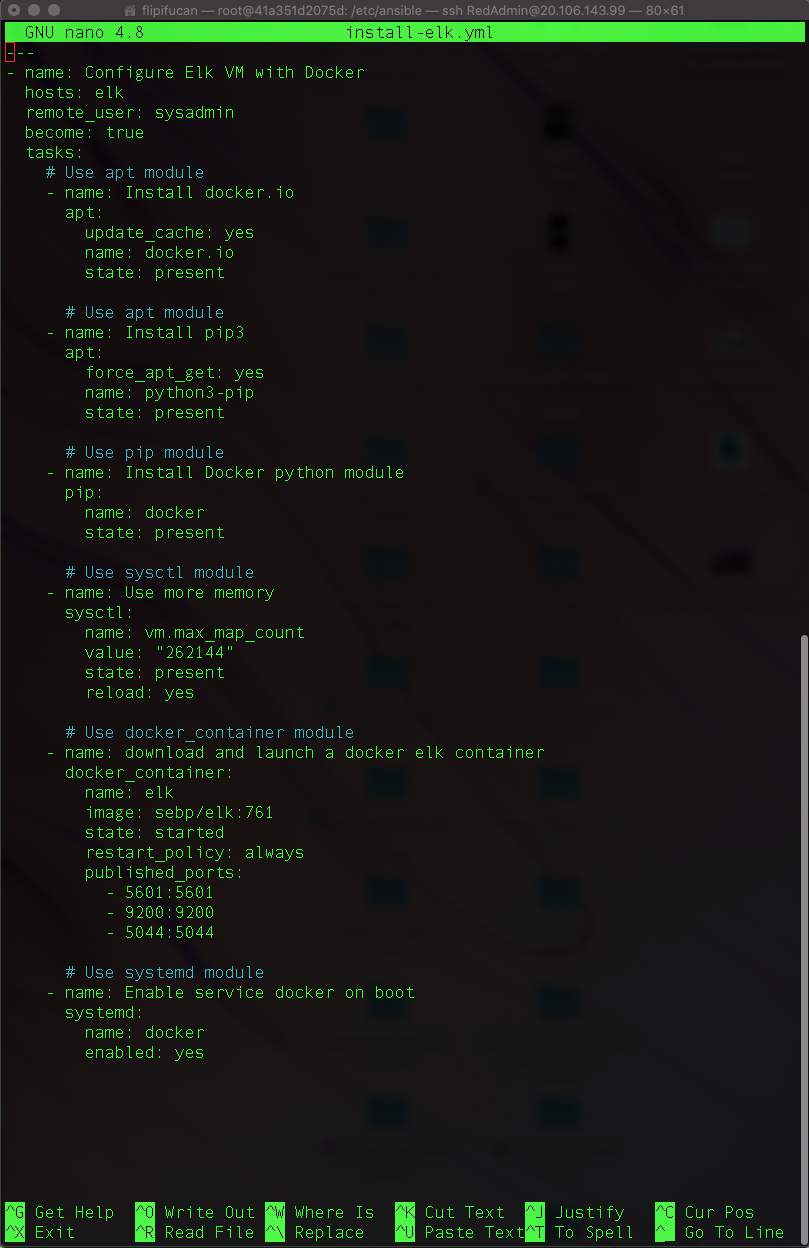 flipifucan — root@41a351d2075d: /etc/ansible — ssh RedAdmin@20.106.143.99 — 80×61
GNU nano 4.8 install-elk.yml
---
- name: Configure Elk VM with Docker
  hosts: elk
  remote_user: sysadmin
  become: true
  tasks:
    # Use apt module
    - name: Install docker.io
      apt:
        update_cache: yes
        name: docker.io
        state: present

      # Use apt module
    - name: Install pip3
      apt:
        force_apt_get: yes
        name: python3-pip
        state: present

      # Use pip module
    - name: Install Docker python module
      pip:
        name: docker
        state: present

      # Use sysctl module
    - name: Use more memory
      sysctl:
        name: vm.max_map_count
        value: "262144"
        state: present
        reload: yes

      # Use docker_container module
    - name: download and launch a docker elk container
      docker_container:
        name: elk
        image: sebp/elk:761
        state: started
        restart_policy: always
        published_ports:
          - 5601:5601
          - 9200:9200
          - 5044:5044

      # Use systemd module
    - name: Enable service docker on boot
      systemd:
        name: docker
        enabled: yes

^G Get Help ^O Write Out ^W Where Is ^K Cut Text ^J Justify ^C Cur Pos
^X Exit ^R Read File ^\ Replace ^U Paste Text ^T To Spell ^_ Go To Line